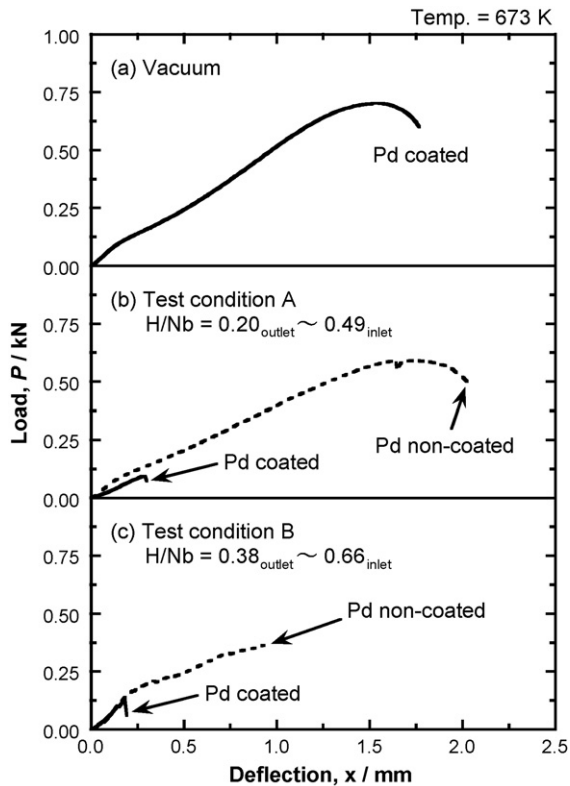 Temp. = 673 K
1.00
(a) Vacuum
0.75
Pd coated
0.50
0.25
0.00
(b) Test condition A
H/Nb = 0.20outlet ~ 0.49inlet
0.75
0.50
Pd non-coated
0.25
Pd coated
0.00
(c) Test condition B
H/Nb = 0.38outlet ~ 0.66inlet
0.75
Pd non-coated
0.50
0.25
Pd coated
0.00
Load, P / kN
0.0 0.5 1.0 1.5 2.0 2.5
Deflection, x / mm